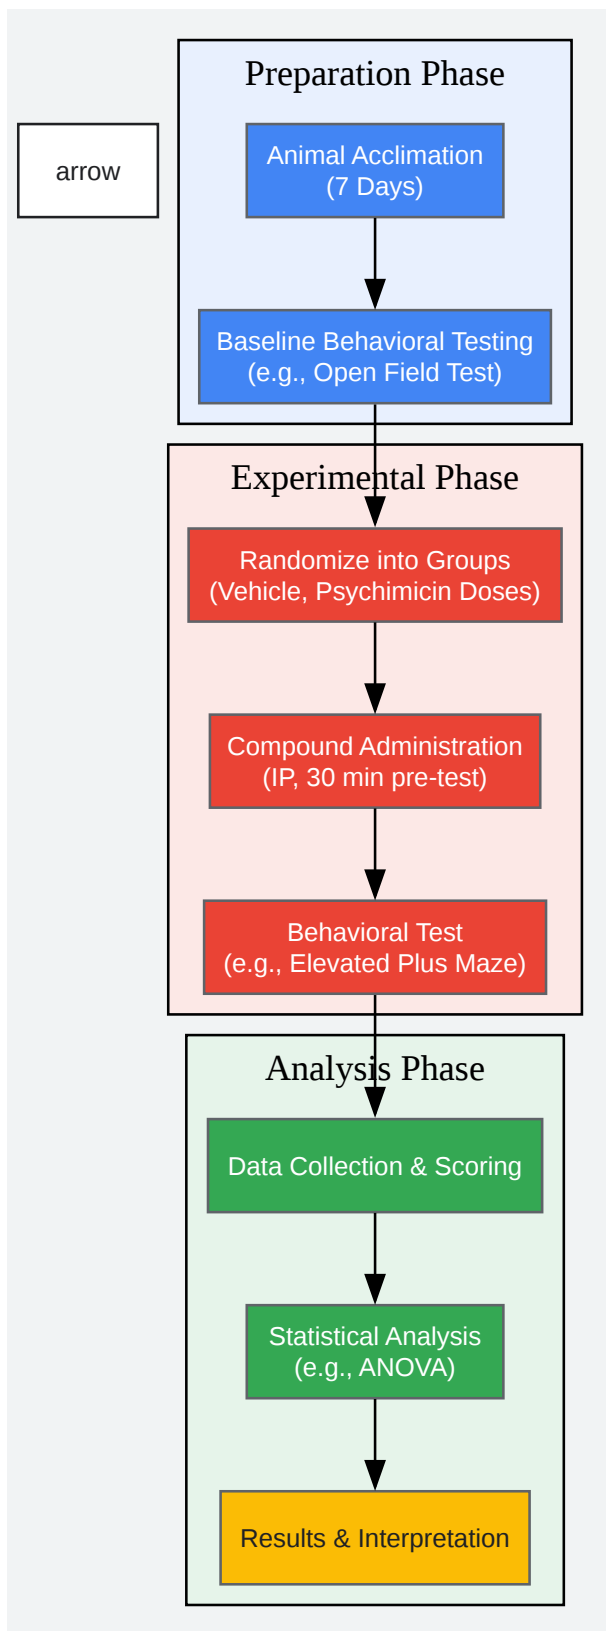 Preparation Phase
arrow
Animal Acclimation
(7 Days)
Baseline Behavioral Testing
(e.g., Open Field Test)
Experimental Phase
Randomize into Groups
(Vehicle, Psychimicin Doses)
Compound Administration
(IP, 30 min pre-test)
Behavioral Test
(e.g., Elevated Plus Maze)
Analysis Phase
Data Collection & Scoring
Statistical Analysis
(e.g., ANOVA)
Results & Interpretation